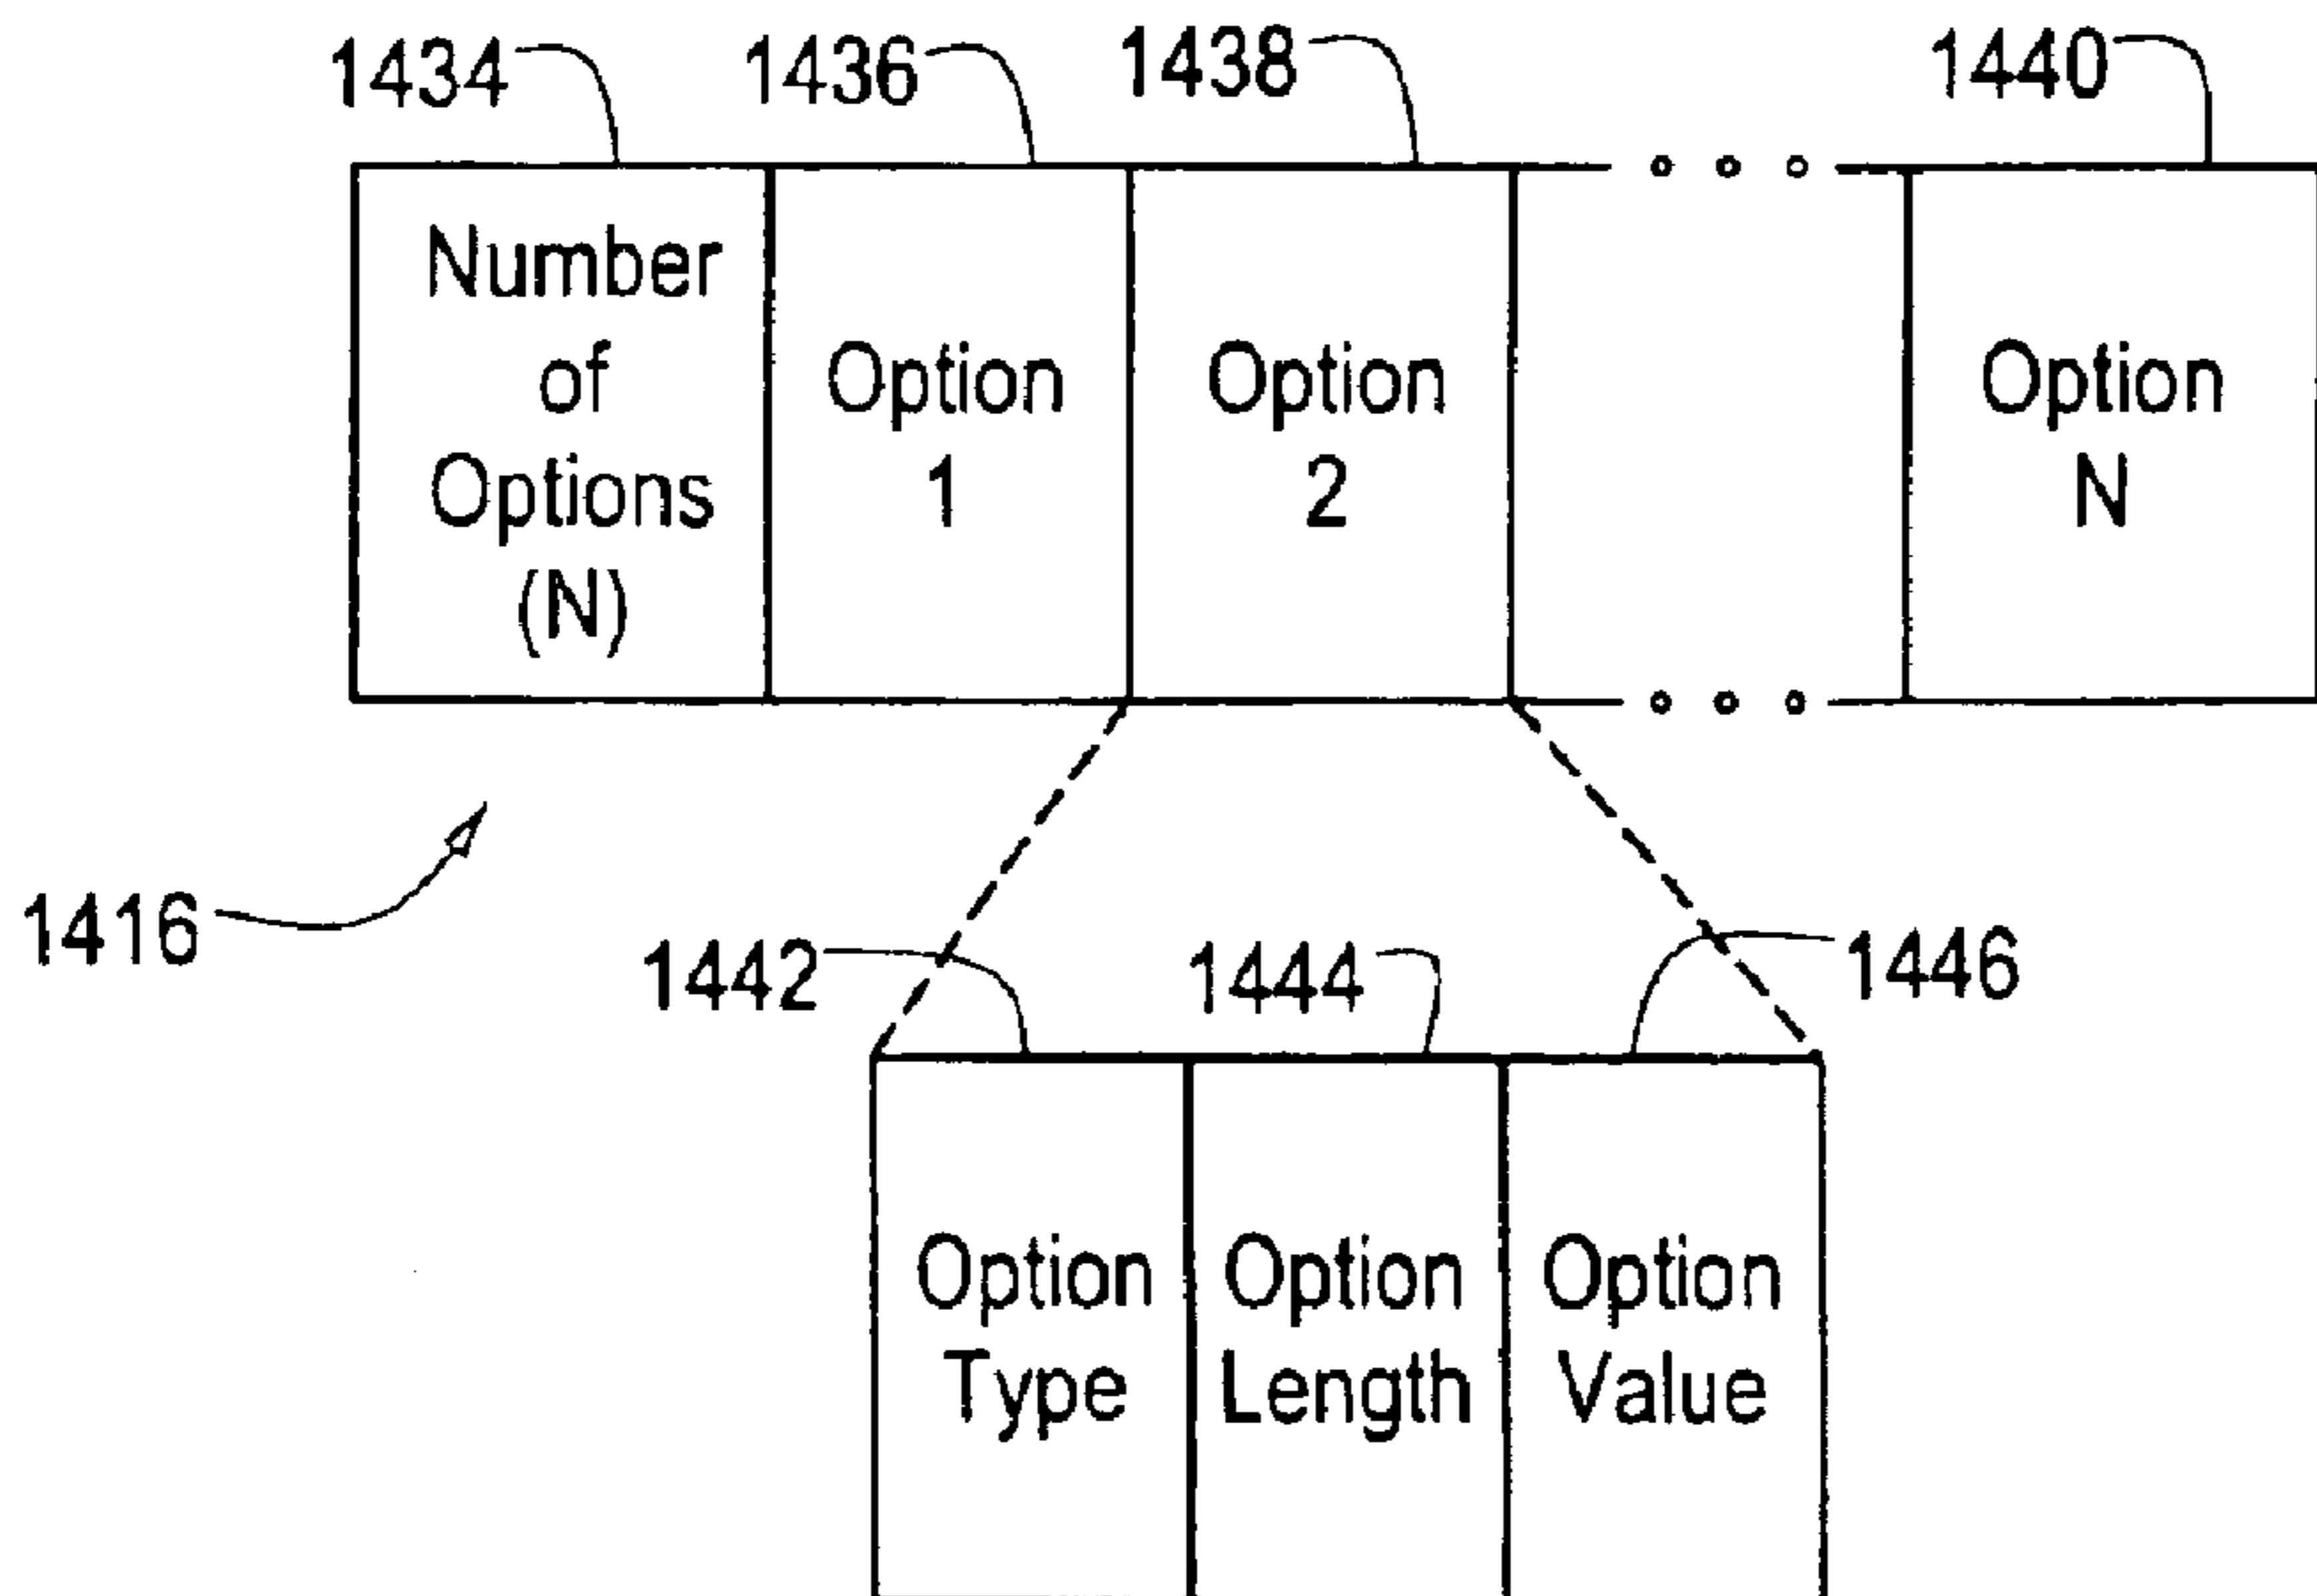 1434
1436
1438
1440
Number
of
Options
(N)
Option
1
Option
2
Option
N
1416
1442
1444
1446
Option
Type
Option
Length
Option
Value